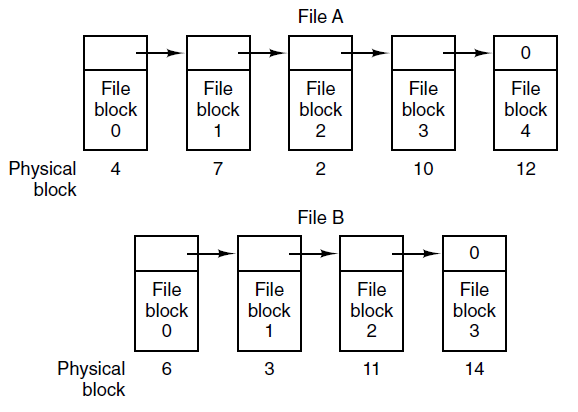 File A
0
File File File File File
block block block block block
0 1 2 3 4
Physical 4 7 2 10 12
block
File B
0
File File File File
block block block block
0 1 2 3
Physical 6 3 11 14
block